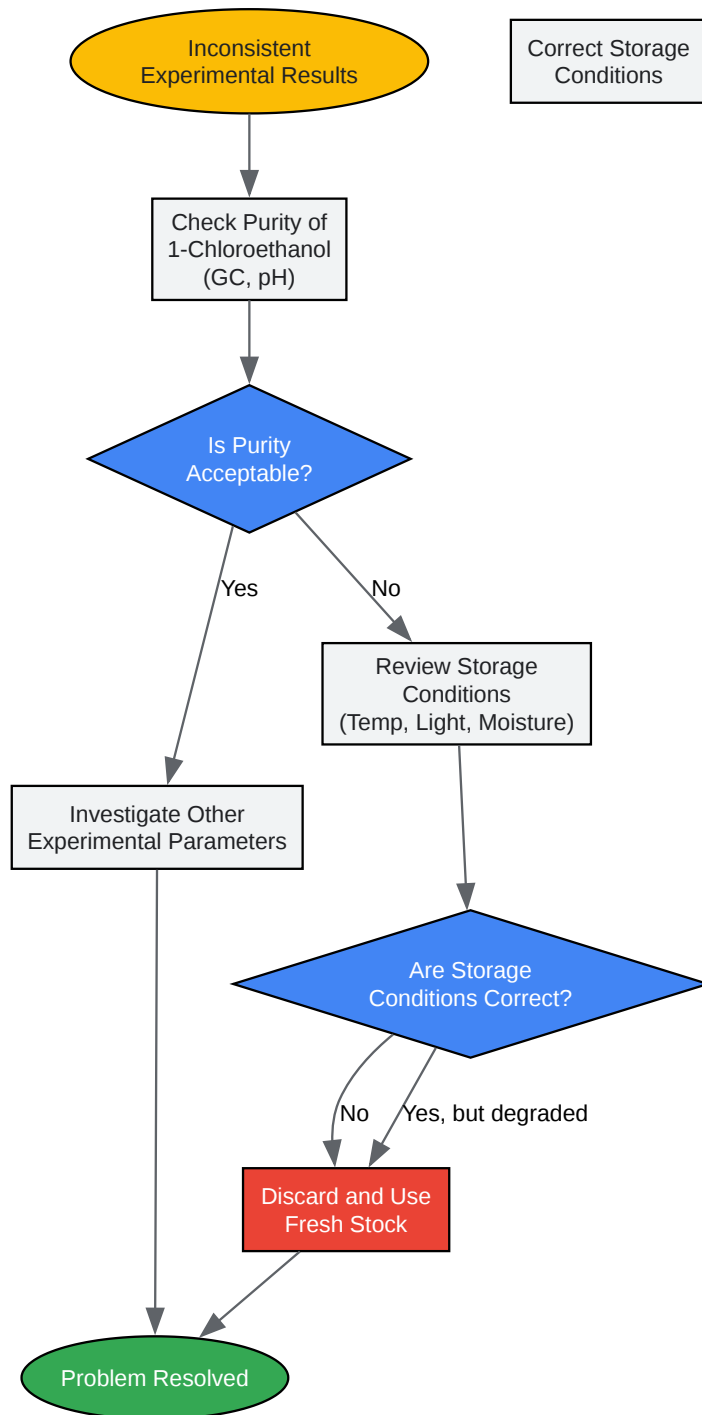 Inconsistent
Experimental Results
Correct Storage
Conditions
Check Purity of
1-Chloroethanol
(GC, pH)
Is Purity
Acceptable?
Yes
No
Review Storage
Conditions
(Temp, Light, Moisture)
Investigate Other
Experimental Parameters
Are Storage
Conditions Correct?
No
Yes, but degraded
Discard and Use
Fresh Stock
Problem Resolved